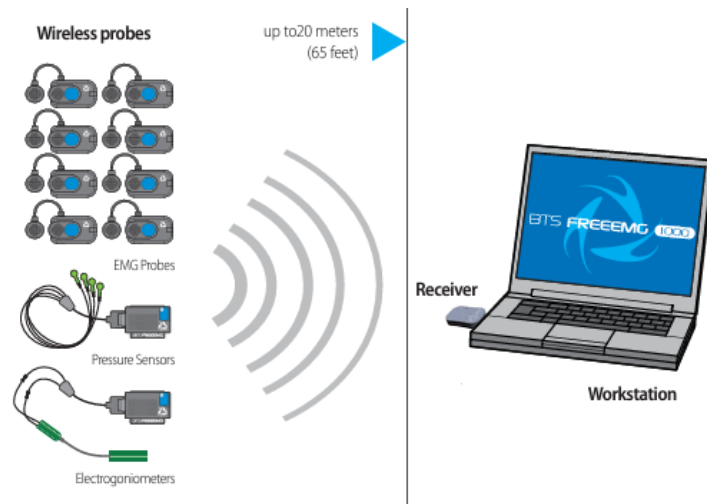 Wireless probes
up to20 meters
(65 feet)
EMG Probes
Pressure Sensors
Electrogoniometers
BTS FREEEMG 1000
Receiver
Workstation